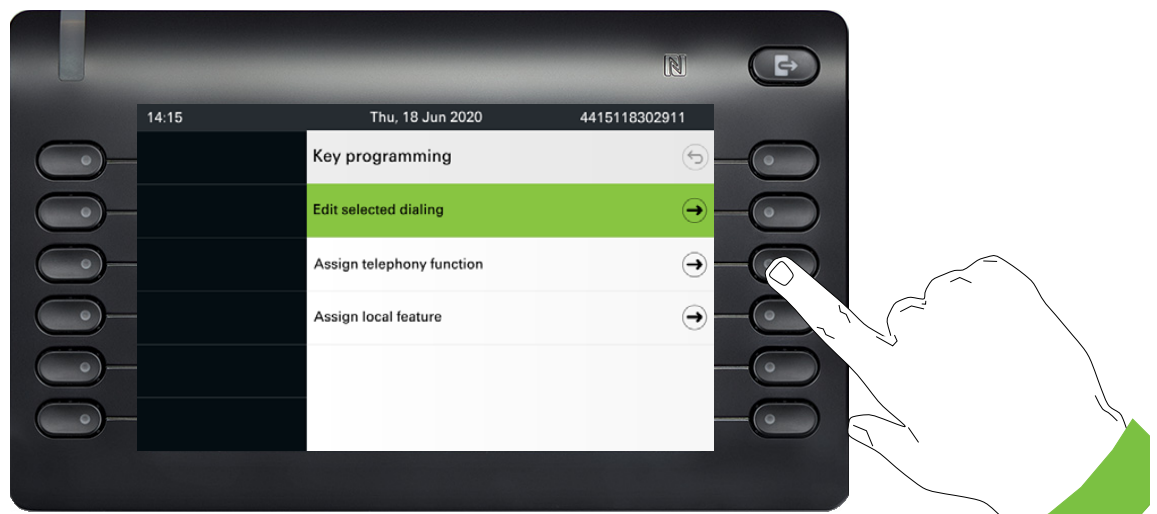 14:15 Thu, 18 Jun 2020 4415118302911
Key programming
Edit selected dialing
Assign telephony function
Assign local feature